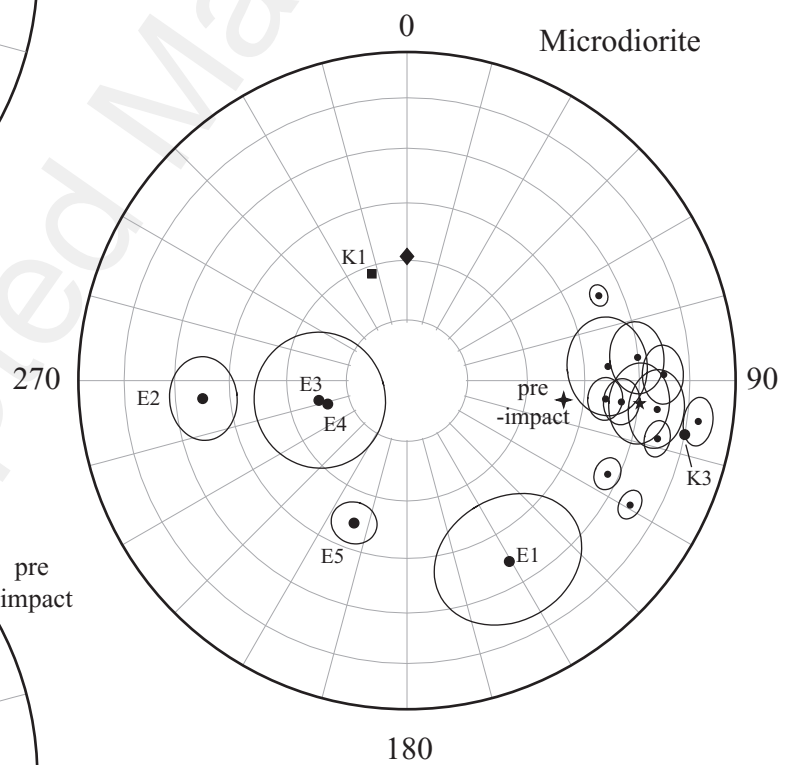 0
Microdiorite
K1
270
90
E2
E3
E4
pre
-impact
K3
E5
E1
pre
impact
180